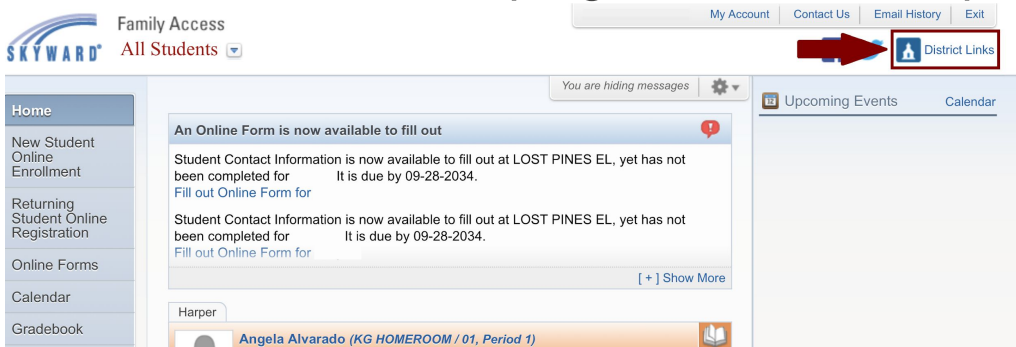 My Account
Contact Us
Email History
Exit
Family Access
SKYWARD®
All Students
District Links
You are hiding messages
Home
New Student
Online
Enrollment
Returning
Student Online
Registration
Online Forms
Calendar
Gradebook
An Online Form is now available to fill out
Student Contact Information is now available to fill out at LOST PINES EL, yet has not
been completed for It is due by 09-28-2034.
Fill out Online Form for
Student Contact Information is now available to fill out at LOST PINES EL, yet has not
been completed for It is due by 09-28-2034.
Fill out Online Form for
[ + ] Show More
Harper
Angela Alvarado (KG HOMEROOM / 01, Period 1)
12
Upcoming Events
Calendar